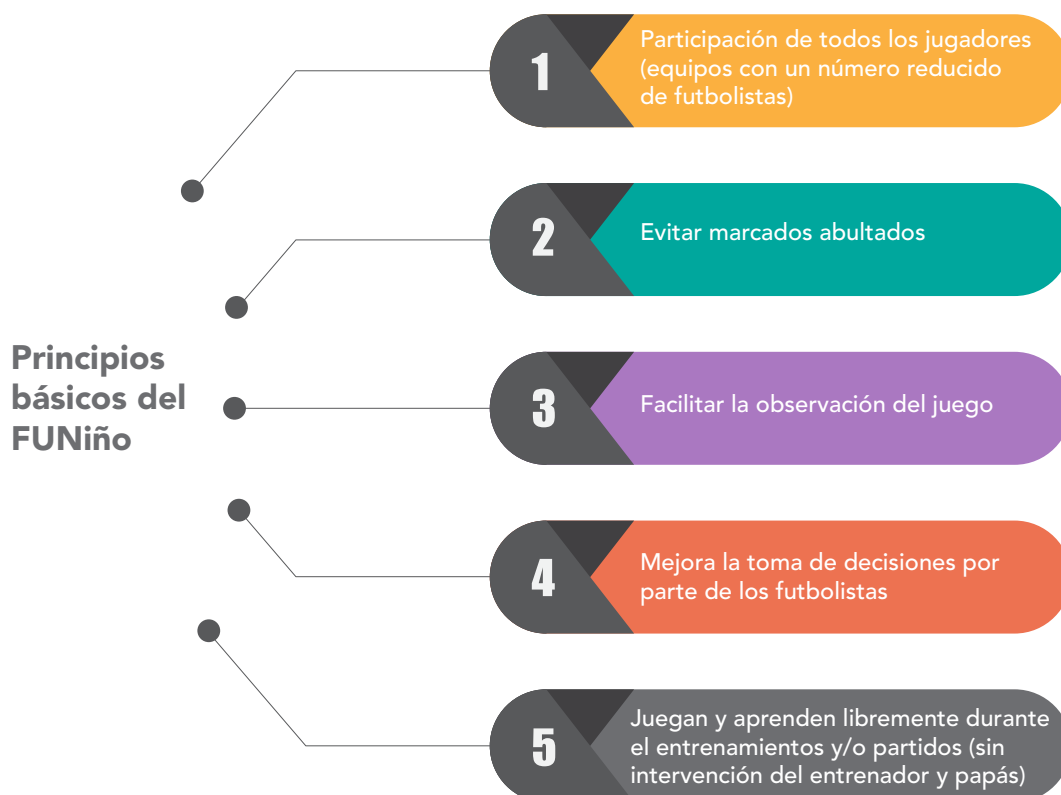 Principios
básicos del
FUNiño
1
Participación de todos los jugadores
(equipos con un número reducido
de futbolistas)
2
Evitar marcados abultados
3
Facilitar la observación del juego
4
Mejora la toma de decisiones por
parte de los futbolistas
5
Juegan y aprenden libremente durante
el entrenamientos y/o partidos (sin
intervención del entrenador y papás)